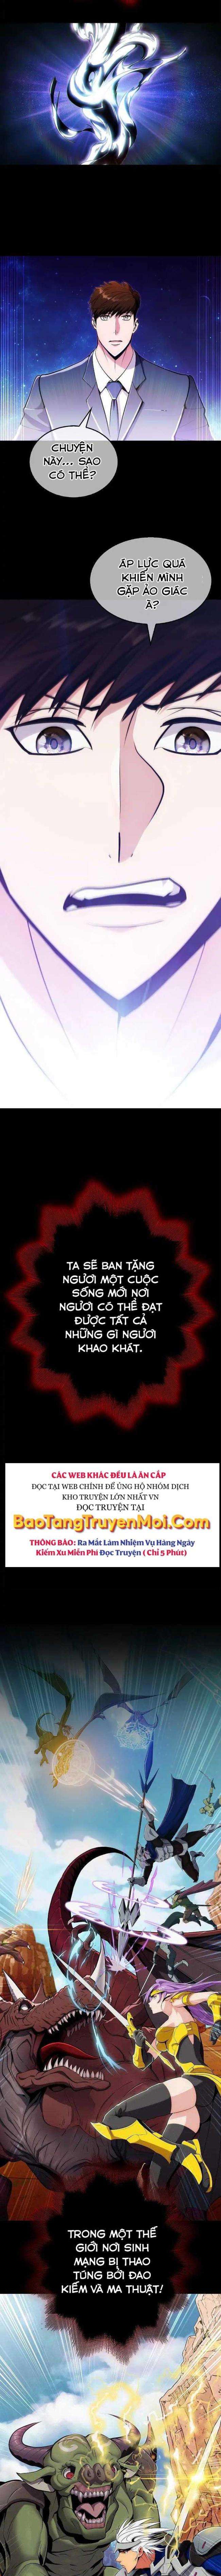 CHUYỆN
NÀY... SAO
CÓ THỂ?
ÁP LỰC QUÁ
KHIẾN MÌNH
GẶP ẢO GIÁC
À?
TA SẼ BAN TẶNG
NGƯƠI MỘT CUỘC
SỐNG MỚI NƠI
NGƯƠI CÓ THỂ ĐẠT
ĐƯỢC TẤT CẢ
NHỮNG GÌ NGƯƠI
KHAO KHÁT.
CÁC WEB KHÁC ĐỀU LÀ ĂN CẮP
ĐỌC TẠI WEB CHÍNH ĐỂ ỦNG HỘ NHÓM DỊCH
KHO TRUYỆN LỚN NHẤT VN
ĐỌC TRUYỆN TẠI
BaoTangTruyenMoi.Com
THÔNG BÁO: Ra Mắt Làm Nhiệm Vụ Hàng Ngày
Kiếm Xu Miễn Phí Đọc Truyện ( Chỉ 5 Phút)
TRONG MỘT THẾ
GIỚI NƠI SINH
MẠNG BỊ THAO
TÚNG BỞI ĐAO
KIẾM VÀ MA THUẬT!